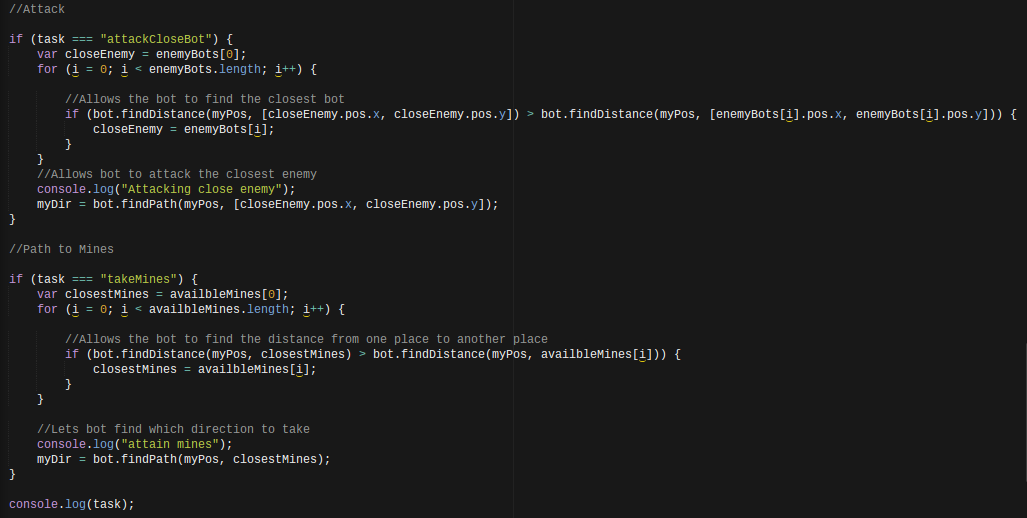 //Attack
if (task === "attackCloseBot") {
var closeEnemy = enemyBots[0];
for (i = 0; i < enemyBots.length; i++) {
//Allows the bot to find the closest bot
if (bot.findDistance(myPos, [closeEnemy.pos.x, closeEnemy.pos.y]) > bot.findDistance(myPos, [enemyBots[i].pos.x, enemyBots[i].pos.y])) {
closeEnemy = enemyBots[i];
}
}
//Allows bot to attack the closest enemy
console.log("Attacking close enemy");
myDir = bot.findPath(myPos, [closeEnemy.pos.x, closeEnemy.pos.y]);
}
//Path to Mines
if (task === "takeMines") {
var closestMines = availbleMines[0];
for (i = 0; i < availbleMines.length; i++) {
//Allows the bot to find the distance from one place to another place
if (bot.findDistance(myPos, closestMines) > bot.findDistance(myPos, availbleMines[i])) {
closestMines = availbleMines[i];
}
}
//Lets bot find which direction to take
console.log("attain mines");
myDir = bot.findPath(myPos, closestMines);
}
console.log(task);